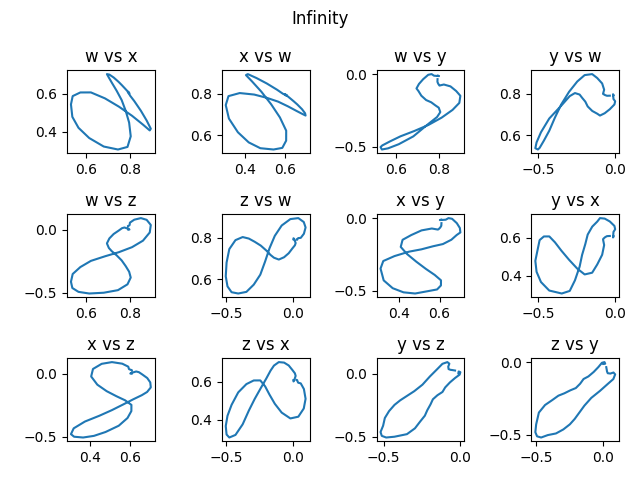 Infinity
w vs x
x vs w
w vs y
y vs w
0.6
0.4
0.6 0.8
0.8
0.6
0.4 0.6
0.0
−0.5
0.6 0.8
0.8
0.6
−0.5 0.0
w vs z
z vs w
x vs y
y vs x
0.0
−0.5
0.6 0.8
0.8
0.6
−0.5 0.0
0.0
−0.5
0.4 0.6
0.6
0.4
−0.5 0.0
x vs z
z vs x
y vs z
z vs y
0.0
−0.5
0.4 0.6
0.6
0.4
−0.5 0.0
0.0
−0.5
−0.5 0.0
0.0
−0.5
−0.5 0.0